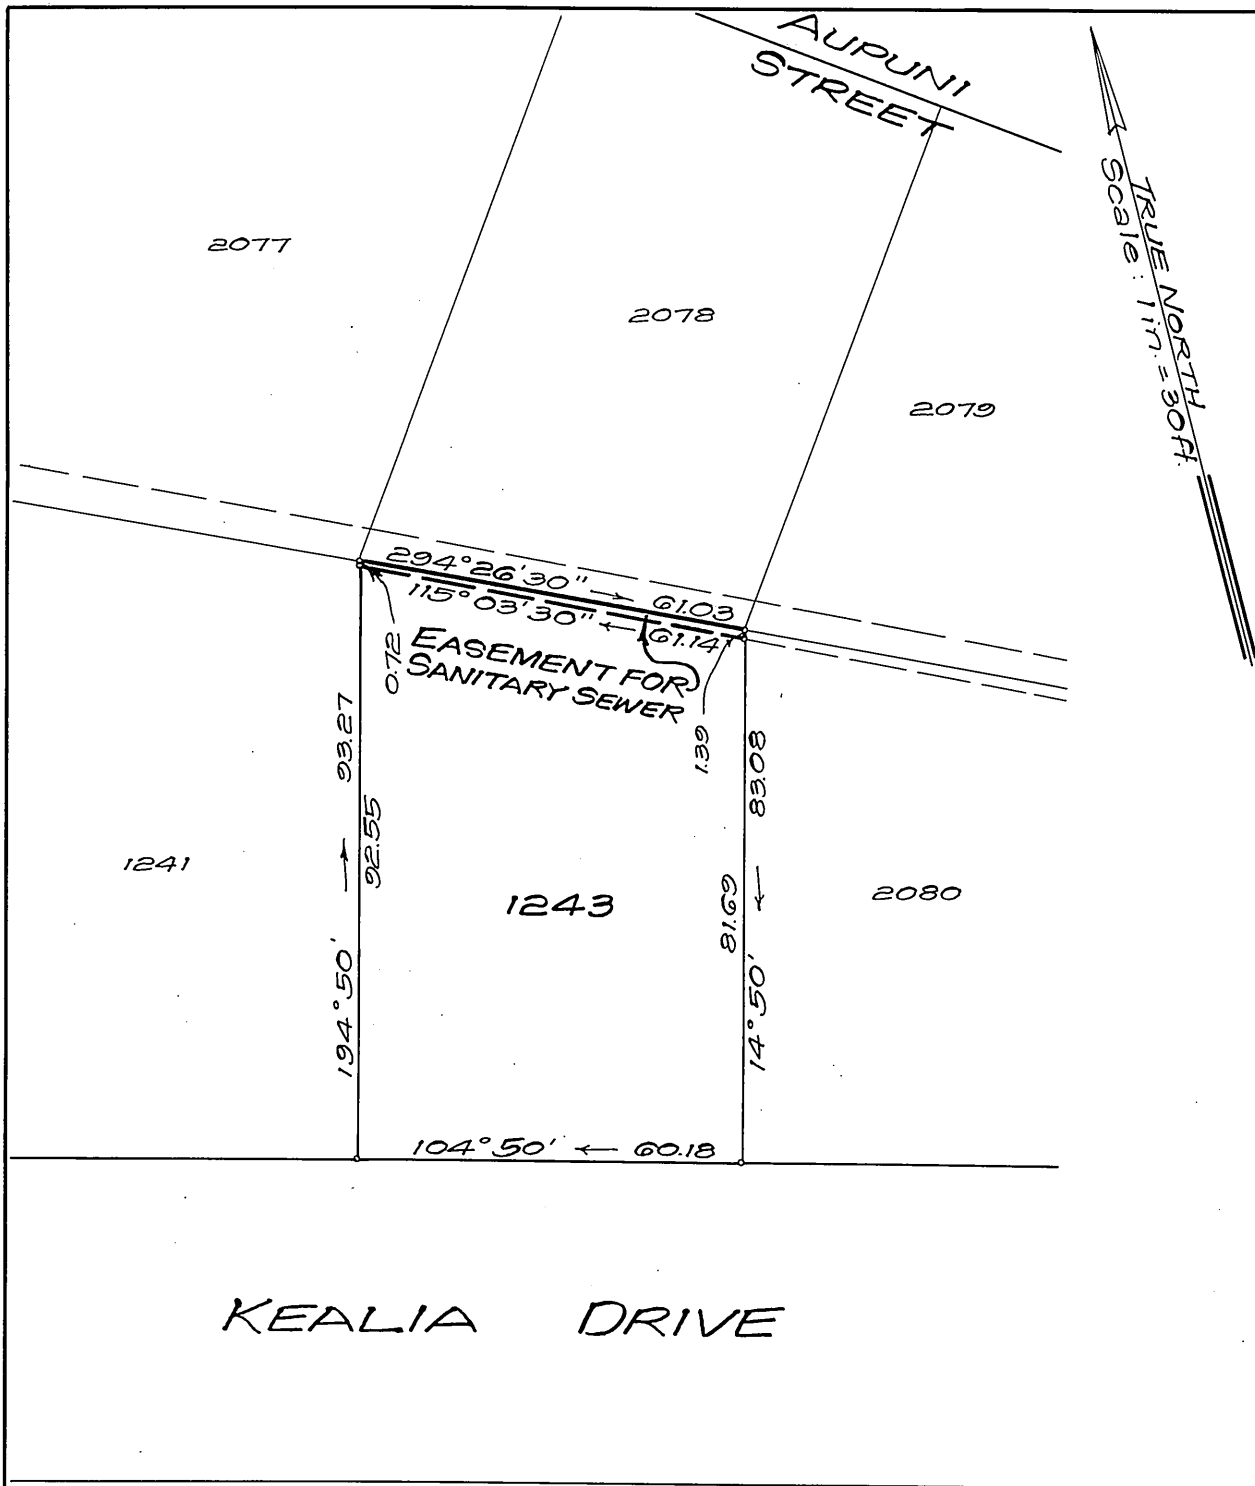 AUPUNI
STREET
TRUE NORTH
Scale : 1 in. = 30 ft.
2077
2078
2079
294° 26' 30" → 61.03
115° 03' 30" ← 61.14
0.72
EASEMENT FOR
SANITARY SEWER
1.39
194° 50' → 93.27
92.55
83.08
81.69
← 14° 50'
1241
1243
2080
104° 50' ← 60.18
KEALIA DRIVE